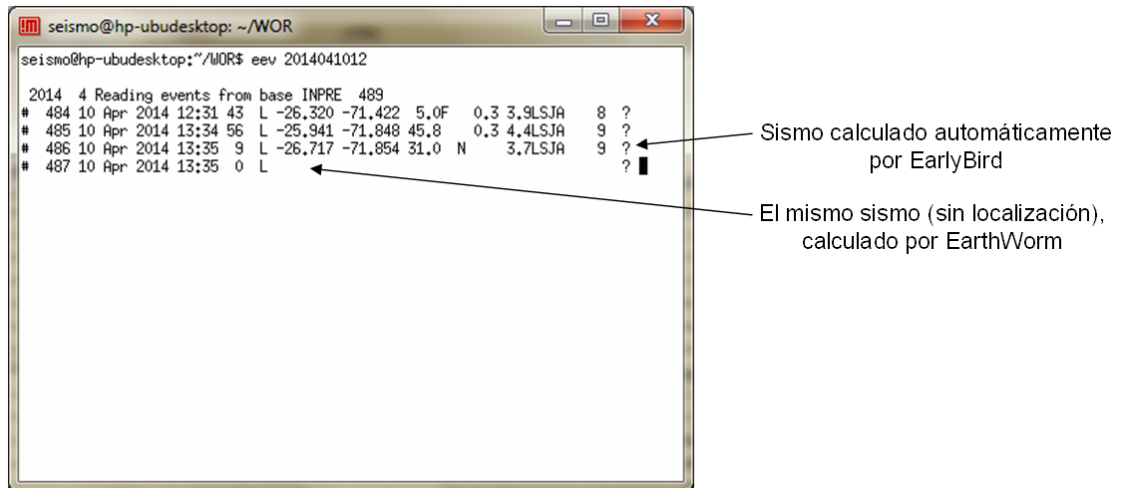 seismo@hp-ubudesktop: ~/WOR
seismo@hp-ubudesktop:~/WOR$ eev 2014041012
2014 4 Reading events from base INPRE 489
# 484 10 Apr 2014 12:31 43 L -26.320 -71.422 5.0F 0.3 3.9LSJA 8 ?
# 485 10 Apr 2014 13:34 56 L -25.941 -71.848 45.8 0.3 4.4LSJA 9 ?
# 486 10 Apr 2014 13:35 9 L -26.717 -71.854 31.0 N 3.7LSJA 9 ?
# 487 10 Apr 2014 13:35 0 L ?
Sismo calculado automáticamente
por EarlyBird
El mismo sismo (sin localización),
calculado por EarthWorm